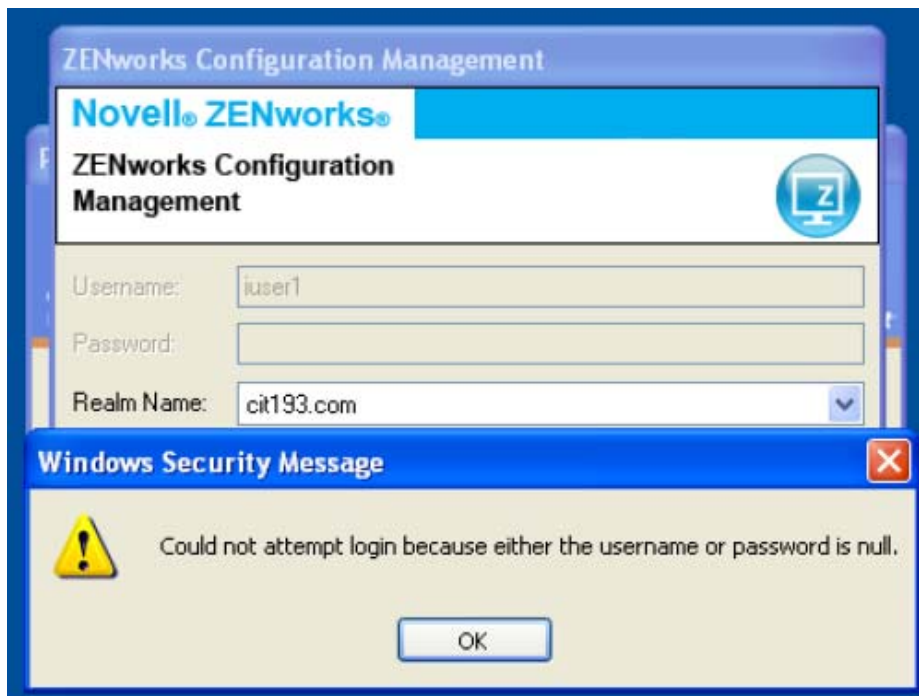 ZENworks Configuration Management
Novell® ZENworks®
ZENworks Configuration
Management
Z
Username: iuser1
Password:
Realm Name: cit193.com
Windows Security Message
Could not attempt login because either the username or password is null.
OK